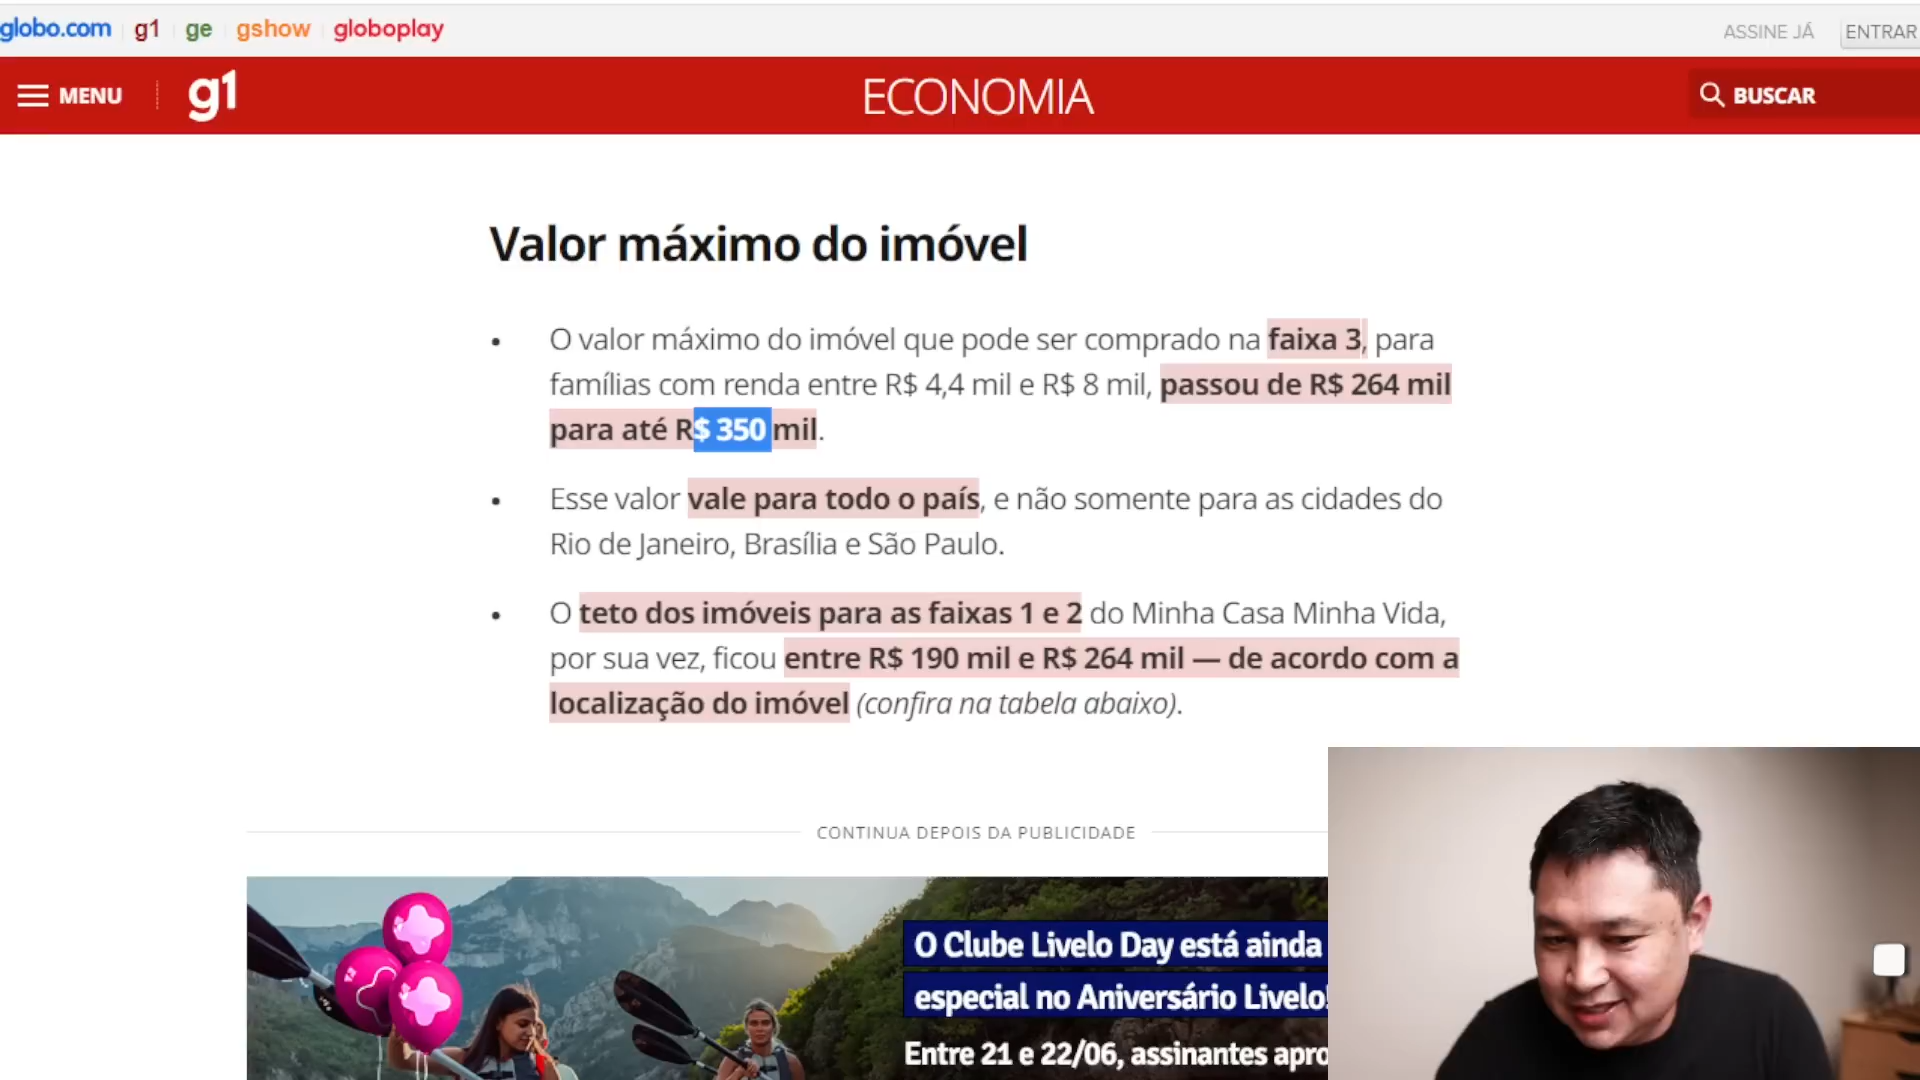 globo.com g1 ge gshow globoplay ASSINE JÁ ENTRAR
MENU g1 ECONOMIA BUSCAR
Valor máximo do imóvel
• O valor máximo do imóvel que pode ser comprado na faixa 3, para
famílias com renda entre R$ 4,4 mil e R$ 8 mil, passou de R$ 264 mil
para até R$ 350 mil.
• Esse valor vale para todo o país, e não somente para as cidades do
Rio de Janeiro, Brasília e São Paulo.
• O teto dos imóveis para as faixas 1 e 2 do Minha Casa Minha Vida,
por sua vez, ficou entre R$ 190 mil e R$ 264 mil — de acordo com a
localização do imóvel (confira na tabela abaixo).
CONTINUA DEPOIS DA PUBLICIDADE
O Clube Livelo Day está ainda
especial no Aniversário Livelo!
Entre 21 e 22/06, assinantes apro